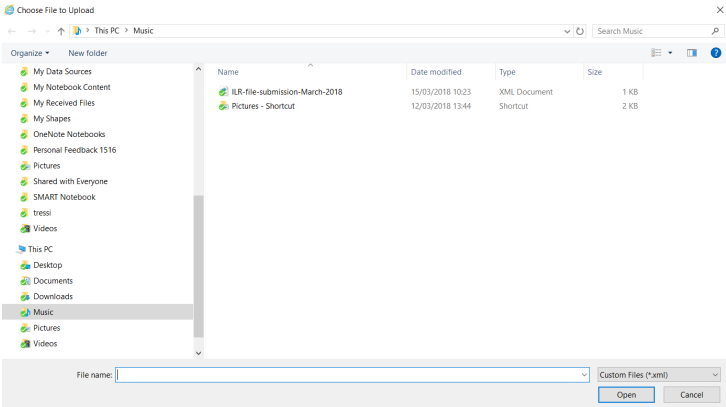 Choose File to Upload
This PC > Music
Search Music
Organize New folder
Name Date modified Type Size
My Data Sources
My Notebook Content
My Received Files
My Shapes
OneNote Notebooks
Personal Feedback 1516
Pictures
Shared with Everyone
SMART Notebook
tressi
Videos
This PC
Desktop
Documents
Downloads
Music
Pictures
Videos
ILR-file-submission-March-2018 15/03/2018 10:23 XML Document 1 KB
Pictures - Shortcut 12/03/2018 13:44 Shortcut 2 KB
File name: Custom Files (*.xml)
Open Cancel